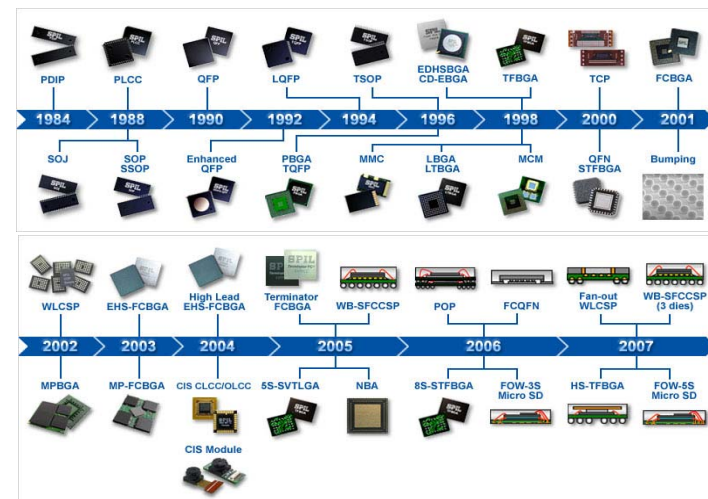 PDIP
PLCC
QFP
LQFP
TSOP
EDHSBGA
CD-EBGA
TFBGA
TCP
FCBGA
1984
1988
1990
1992
1994
1996
1998
2000
2001
SOJ
SOP
SSOP
Enhanced
QFP
PBGA
TQFP
MMC
LBGA
LTBGA
MCM
QFN
STFBGA
Bumping
WLCSP
EHS-FCBGA
High Lead
EHS-FCBGA
Terminator
FCBGA
WB-SFCCSP
POP
FCQFN
Fan-out
WLCSP
WB-SFCCSP
(3 dies)
2002
2003
2004
2005
2006
2007
MPBGA
MP-FCBGA
CIS CLCC/OLCC
5S-SVTLGA
NBA
8S-STFBGA
FOW-3S
Micro SD
HS-TFBGA
FOW-5S
Micro SD
CIS Module